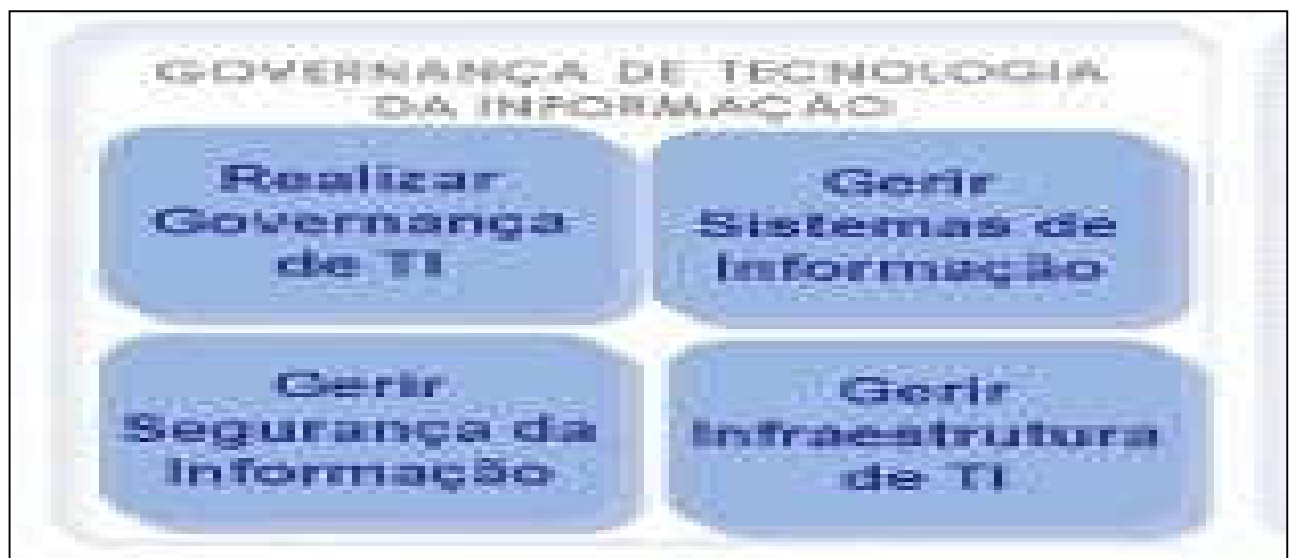 GOVERNANÇA DE TECNOLOGIA
DA INFORMAÇÃO
Realizar
Governança
de TI
Gerir
Sistemas de
Informação
Gerir
Segurança da
Informação
Gerir
Infraestrutura
de TI